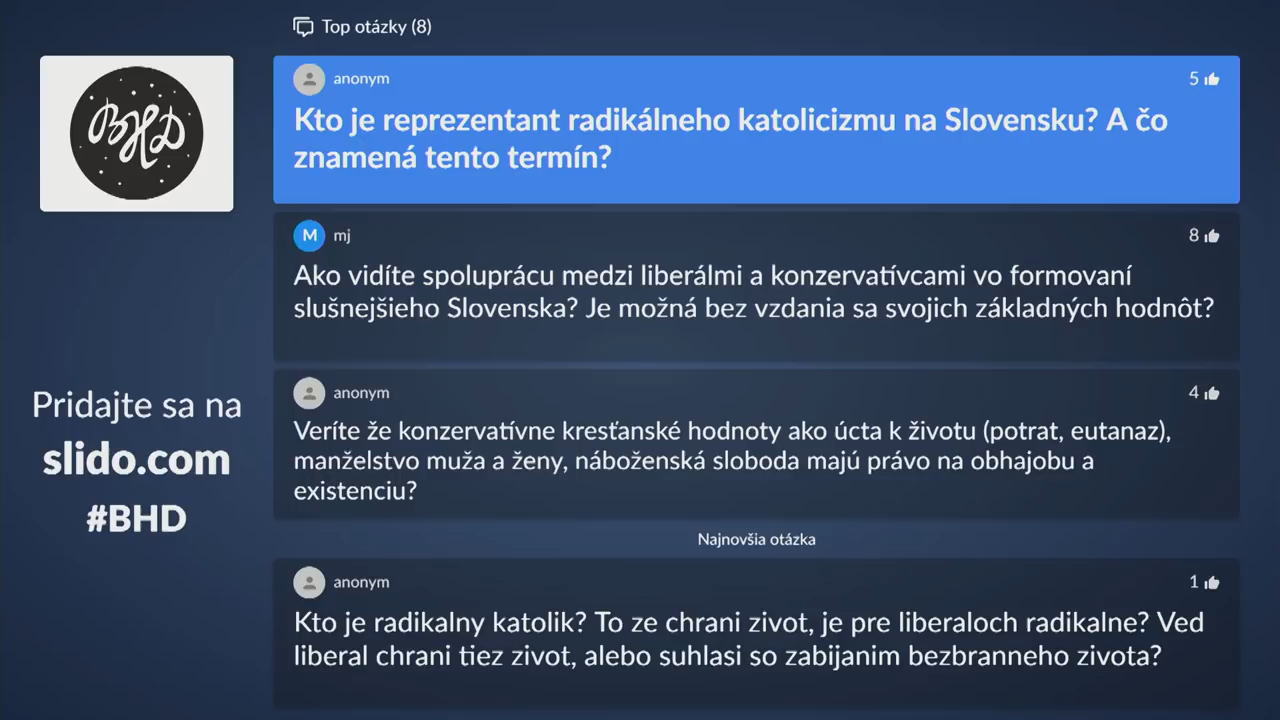 Top otázky (8)
BHD
anonym
5
Kto je reprezentant radikálneho katolicizmu na Slovensku? A čo
znamená tento termín?
M
mj
8
Ako vidíte spoluprácu medzi liberálmi a konzervatívcami vo formovaní
slušnejšieho Slovenska? Je možná bez vzdania sa svojich základných hodnôt?
anonym
4
Veríte že konzervatívne kresťanské hodnoty ako úcta k životu (potrat, eutanaz),
manželstvo muža a ženy, náboženská sloboda majú právo na obhajobu a
existenciu?
Najnovšia otázka
anonym
1
Kto je radikalny katolik? To ze chrani zivot, je pre liberaloch radikalne? Ved
liberal chrani tiez zivot, alebo suhlasi so zabijanim bezbranneho zivota?
Pridajte sa na
slido.com
#BHD